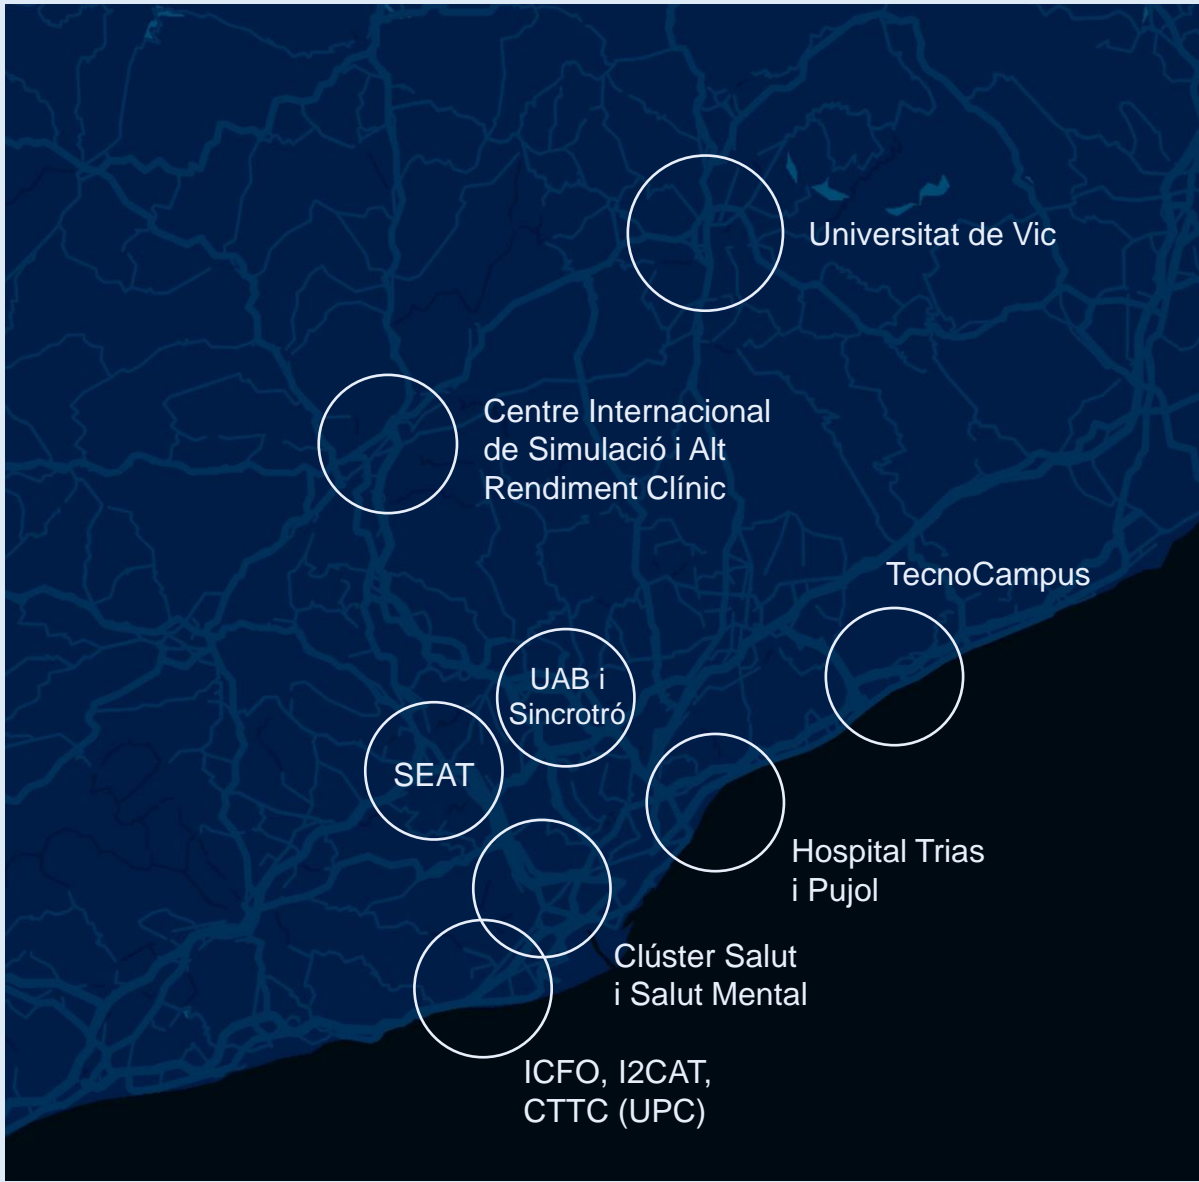 Universitat de Vic
Centre Internacional
de Simulació i Alt
Rendiment Clínic
TecnoCampus
UAB i
Sincrotró
SEAT
Hospital Trias
i Pujol
Clúster Salut
i Salut Mental
ICFO, I2CAT,
CTTC (UPC)